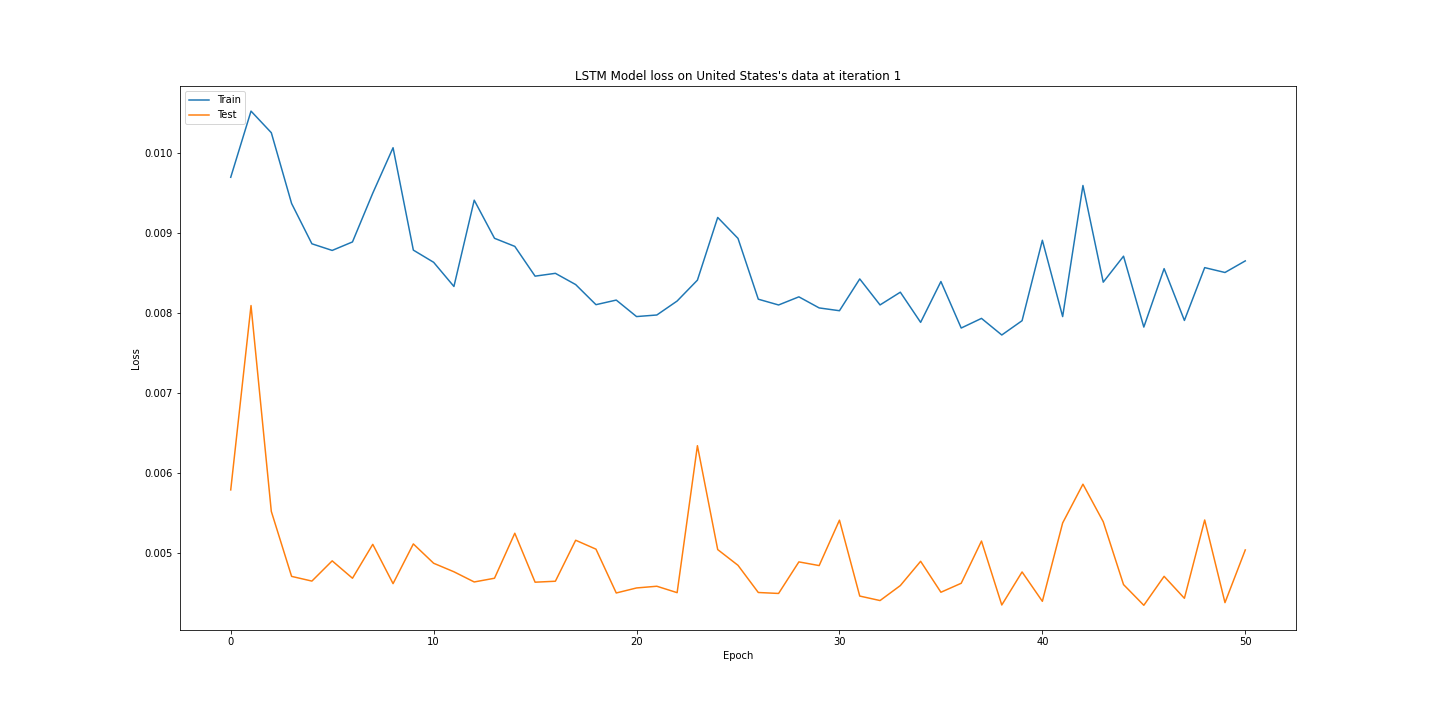 LSTM Model loss on United States's data at iteration 1
Train
Test
0.010
0.009
0.008
0.007
0.006
0.005
Loss
0 10 20 30 40 50
Epoch